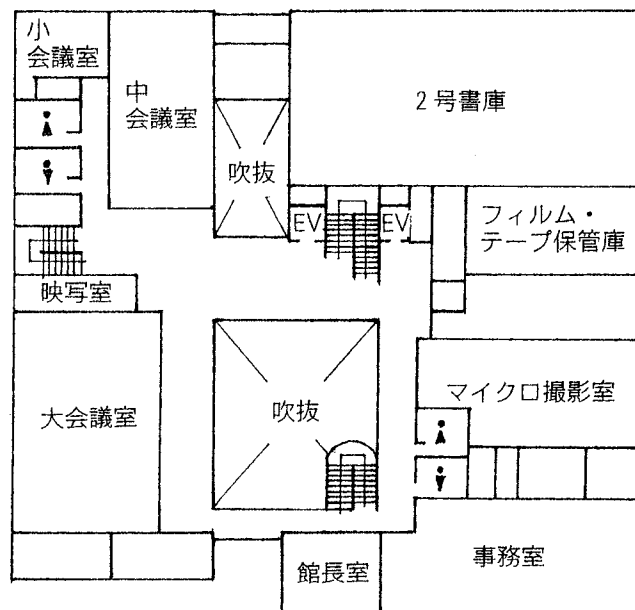 小
会議室
中
会議室
2号書庫
吹抜
EV
EV
フィルム・
テープ保管庫
映写室
大会議室
吹抜
マイクロ撮影室
館長室
事務室